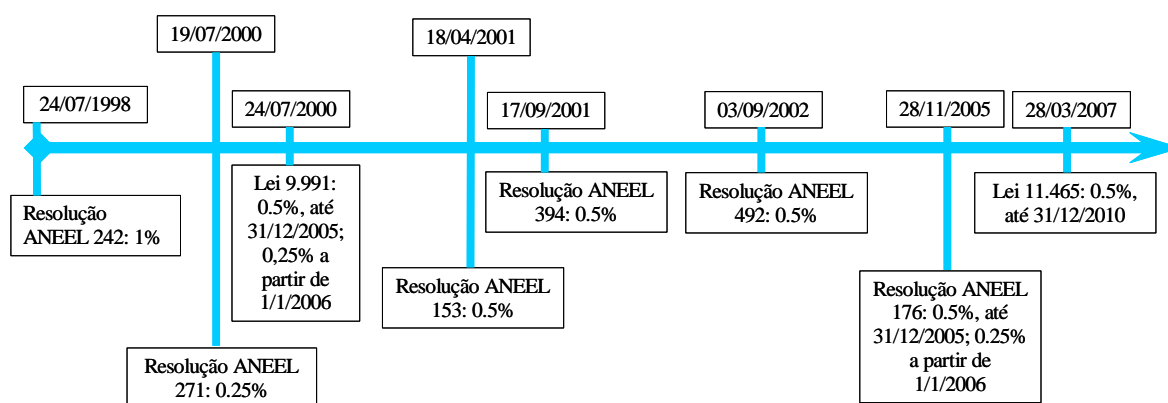 19/07/2000
18/04/2001
24/07/1998
24/07/2000
17/09/2001
03/09/2002
28/11/2005
28/03/2007
Resolução
ANEEL 242: 1%
Lei 9.991:
0.5%, até
31/12/2005;
0,25% a
partir de
1/1/2006
Resolução ANEEL
394: 0.5%
Resolução ANEEL
492: 0.5%
Lei 11.465: 0.5%,
até 31/12/2010
Resolução ANEEL
153: 0.5%
Resolução ANEEL
176: 0.5%, até
31/12/2005; 0.25%
a partir de
1/1/2006
Resolução ANEEL
271: 0.25%